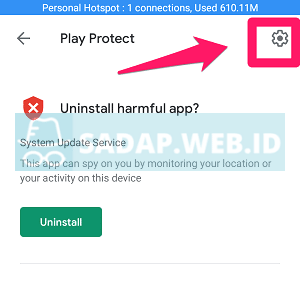 Personal Hotspot : 1 connections, Used 610.11M
Play Protect
Uninstall harmful app?
SADAP.WEB.ID
System Update Service
This app can spy on you by monitoring your location or
your activity on this device
Uninstall